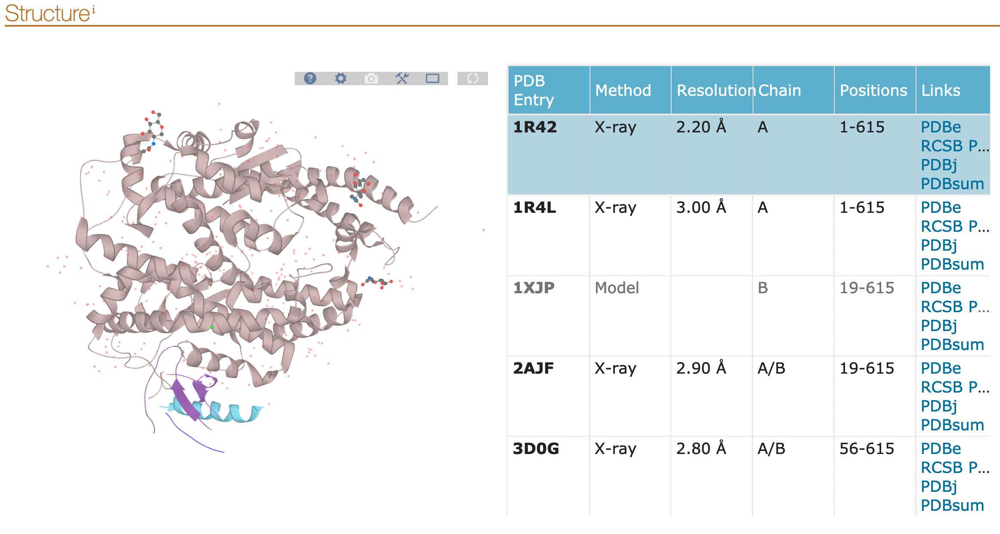 Structure i
?
PDB Entry Method Resolution Chain Positions Links
1R42 X-ray 2.20 Å A 1-615 PDBe
RCSB P...
PDBj
PDBsum
1R4L X-ray 3.00 Å A 1-615 PDBe
RCSB P...
PDBj
PDBsum
1XJP Model B 19-615 PDBe
RCSB P...
PDBj
PDBsum
2AJF X-ray 2.90 Å A/B 19-615 PDBe
RCSB P...
PDBj
PDBsum
3D0G X-ray 2.80 Å A/B 56-615 PDBe
RCSB P...
PDBj
PDBsum